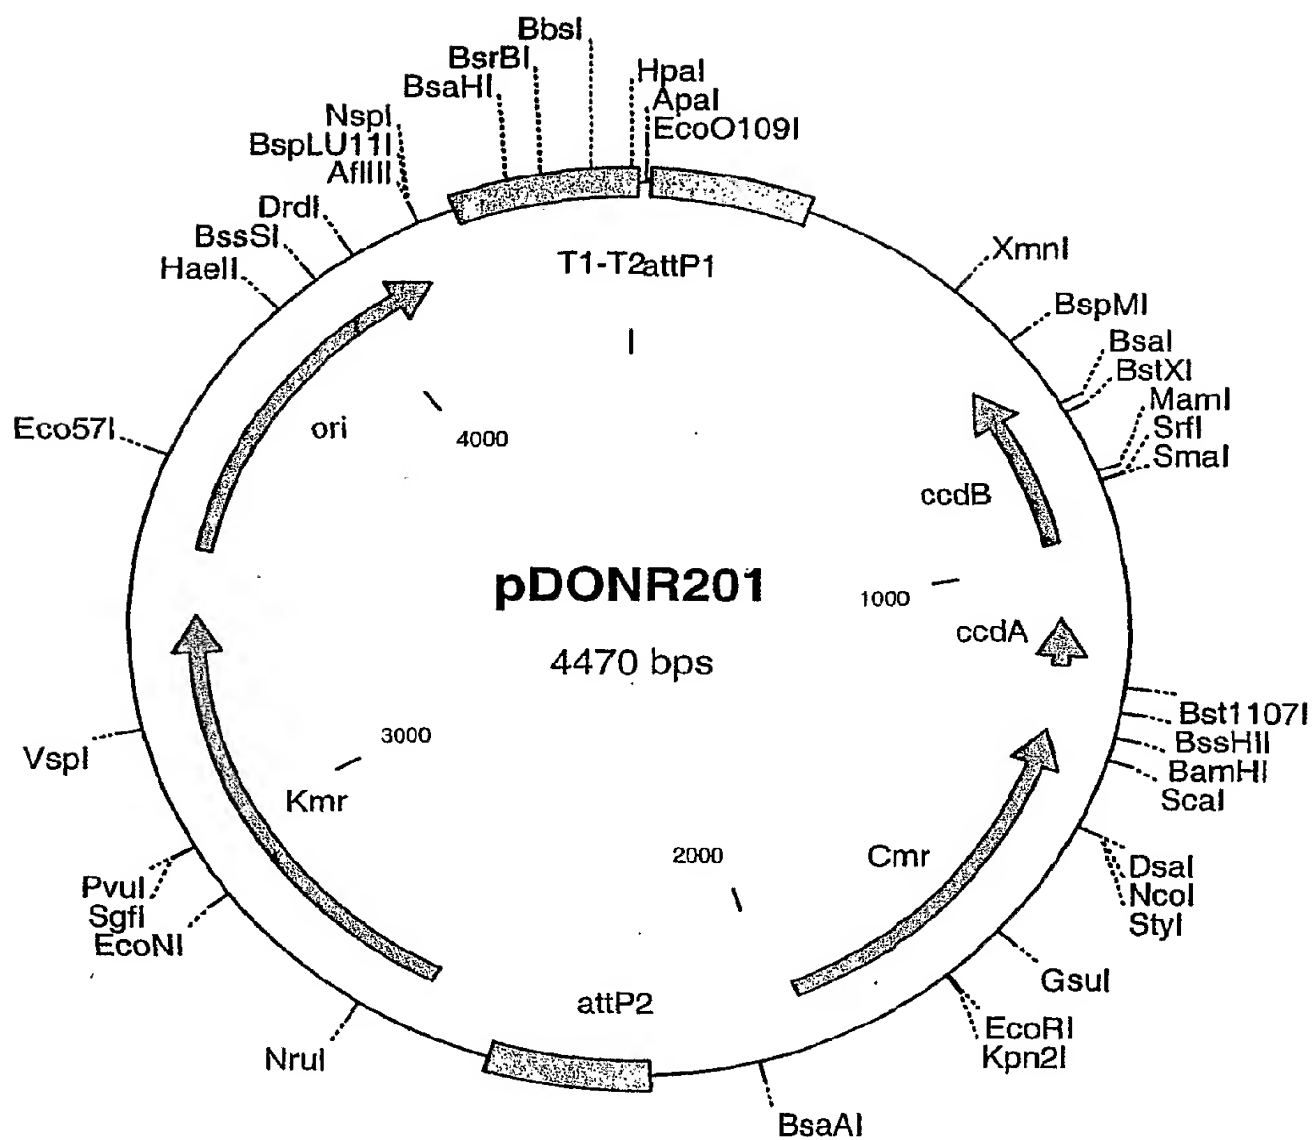 BbsI
BsrBI
BsaHI
HpaI
ApaI
EcoO109I
NspI
BspLU11I
AflIII
DrdI
BssSI
HaeII
T1-T2attP1
XmnI
BspMI
BsaI
BstXI
MamI
SrfI
SmaI
Eco57I
ori
4000
ccdB
pDONR201
1000
4470 bps
ccdA
Bst1107I
BssHII
BamHI
ScaI
VspI
3000
Kmr
2000
Cmr
DsaI
NcoI
StyI
PvuI
SgfI
EcoNI
GsuI
attP2
EcoRI
Kpn2I
NruI
BsaAI